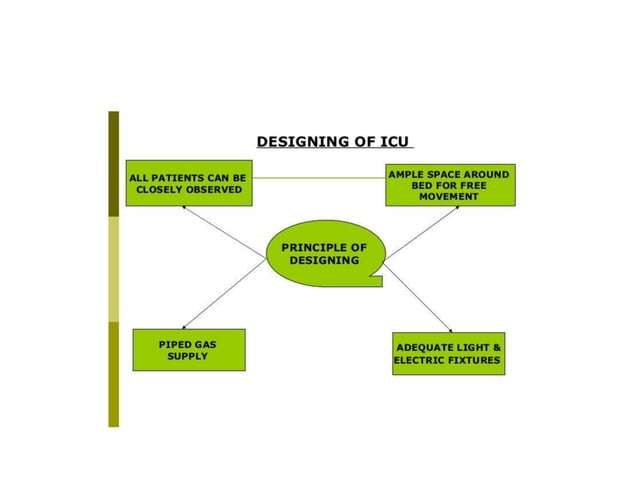 DESIGNING OF ICU
ALL PATIENTS CAN BE
CLOSELY OBSERVED
AMPLE SPACE AROUND
BED FOR FREE
MOVEMENT
PRINCIPLE OF
DESIGNING
PIPED GAS
SUPPLY
ADEQUATE LIGHT &
ELECTRIC FIXTURES